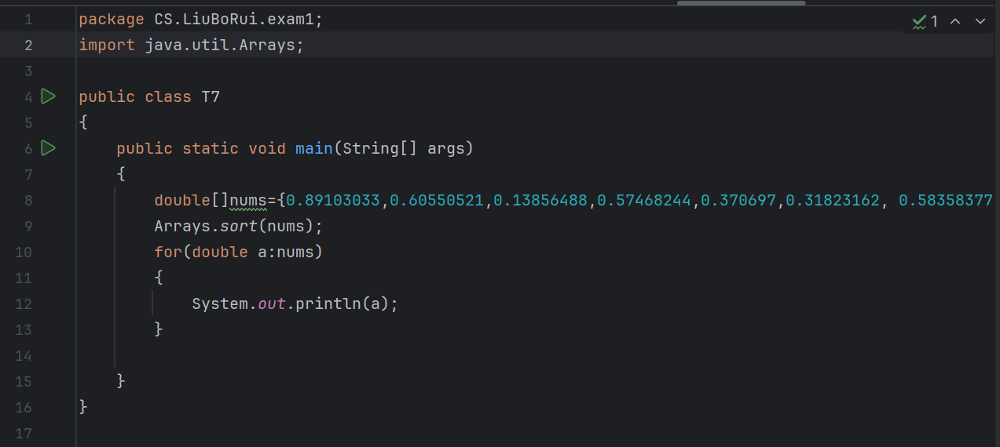 1 package CS.LiuBoRui.exam1;
1
2 import java.util.Arrays;
3
4 public class T7
5 {
6 public static void main(String[] args)
7 {
8 double[]nums={0.89103033,0.60550521,0.13856488,0.57468244,0.370697,0.31823162, 0.58358377
9 Arrays.sort(nums);
10 for(double a:nums)
11 {
12 System.out.println(a);
13 }
14
15 }
16 }
17